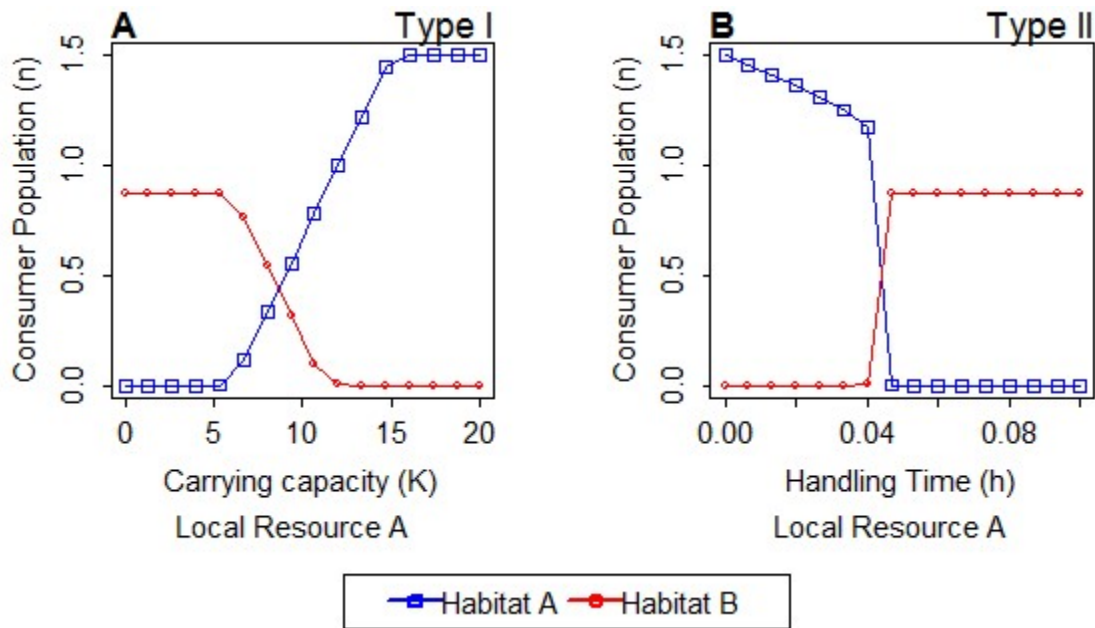 A Type I
Consumer Population (n)
1.5
1.0
0.5
0.0
0 5 10 15 20
Carrying capacity (K)
Local Resource A
B Type II
Consumer Population (n)
1.5
1.0
0.5
0.0
0.00 0.04 0.08
Handling Time (h)
Local Resource A
Habitat A Habitat B